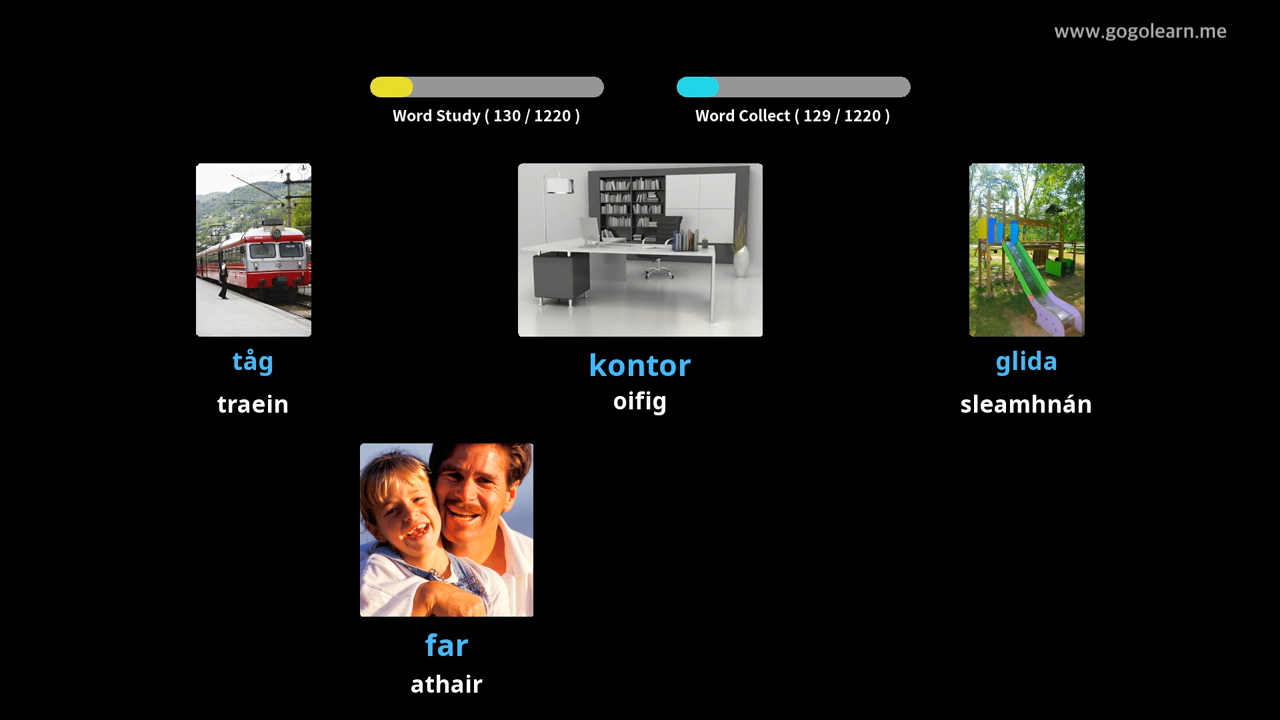 www.gogolearn.me
Word Study ( 130 / 1220 )
Word Collect ( 129 / 1220 )
tåg
traein
kontor
oifig
glida
sleamhnán
far
athair